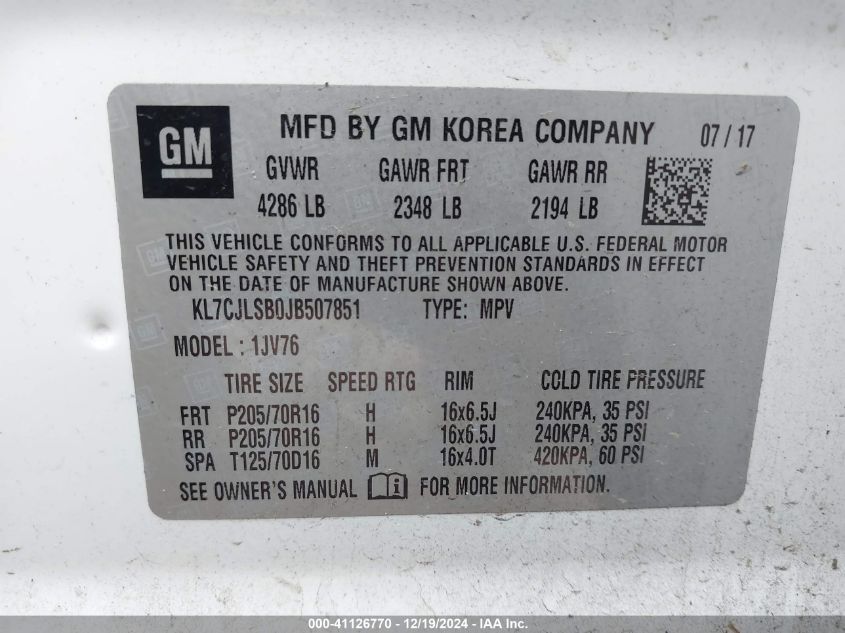 GM
MFD BY GM KOREA COMPANY 07/17
GVWR GAWR FRT GAWR RR
4286 LB 2348 LB 2194 LB
THIS VEHICLE CONFORMS TO ALL APPLICABLE U.S. FEDERAL MOTOR
VEHICLE SAFETY AND THEFT PREVENTION STANDARDS IN EFFECT
ON THE DATE OF MANUFACTURE SHOWN ABOVE.
KL7CJLSB0JB507851 TYPE: MPV
MODEL : 1JV76
TIRE SIZE SPEED RTG RIM COLD TIRE PRESSURE
FRT P205/70R16 H 16x6.5J 240KPA, 35 PSI
RR P205/70R16 H 16x6.5J 240KPA, 35 PSI
SPA T125/70D16 M 16x4.0T 420KPA, 60 PSI
SEE OWNER'S MANUAL i FOR MORE INFORMATION.
000-41126770 - 12/19/2024 - IAA Inc.